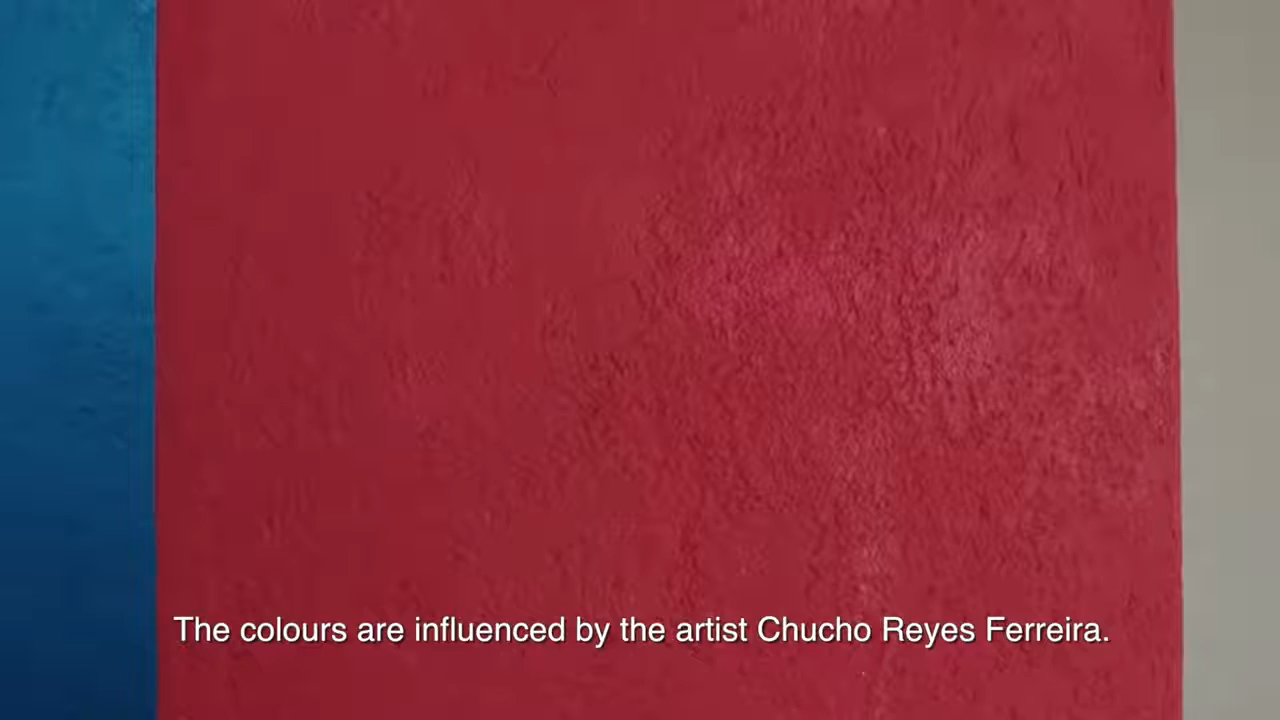 The colours are influenced by the artist Chucho Reyes Ferreira.